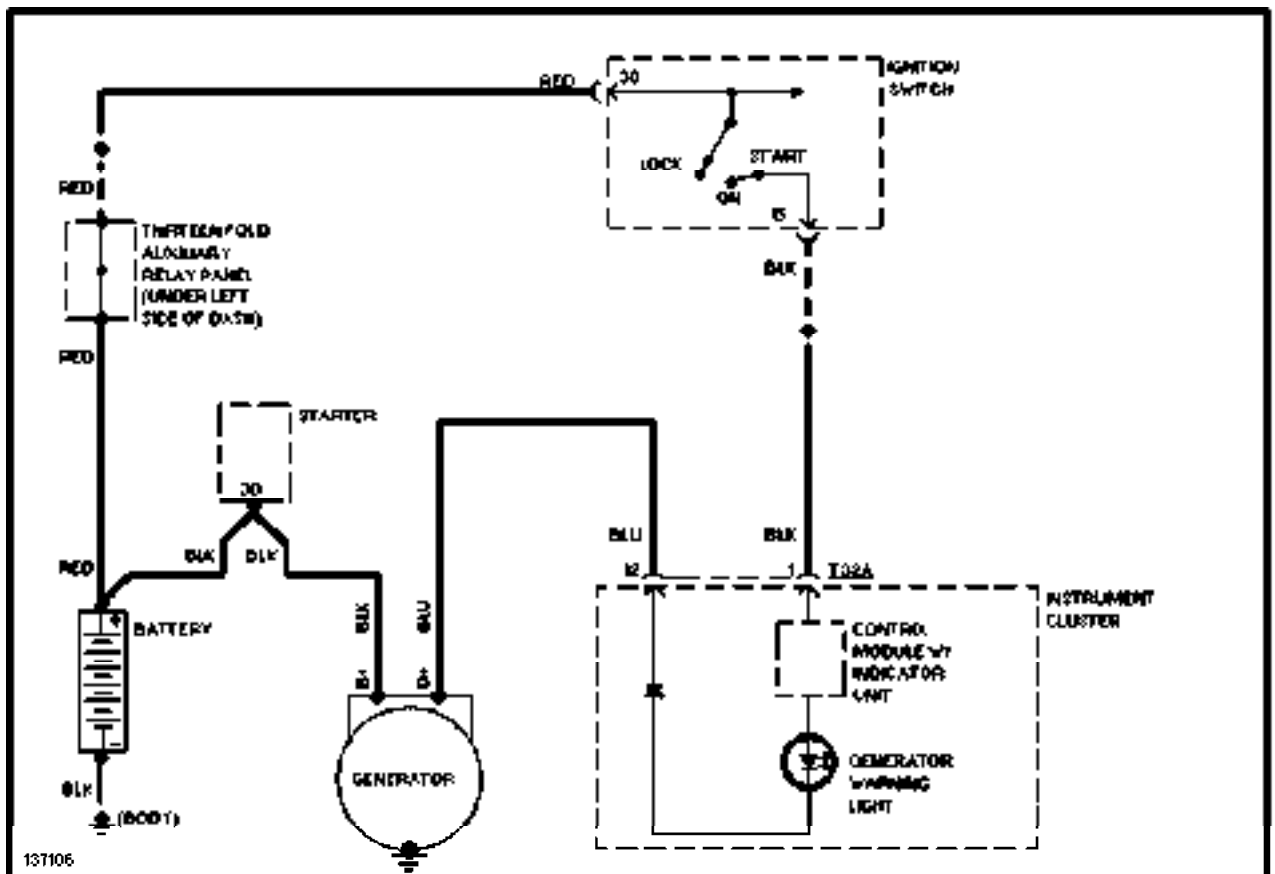 RED
30
IGNITION
SWITCH
LOCK
START
ON
15
BLK
RED
AUXILIARY
RELAY PANEL
(UNDER LEFT
SIDE OF DASH)
RED
STARTER
30
BLK
BLK
RED
BATTERY
BLK
BLU
B+
D+
GENERATOR
BLK
(BODY)
BLU
BLK
12
1
T32A
INSTRUMENT
CLUSTER
CONTROL
MODULE W/
INDICATOR
UNIT
GENERATOR
WARNING
LIGHT
137106